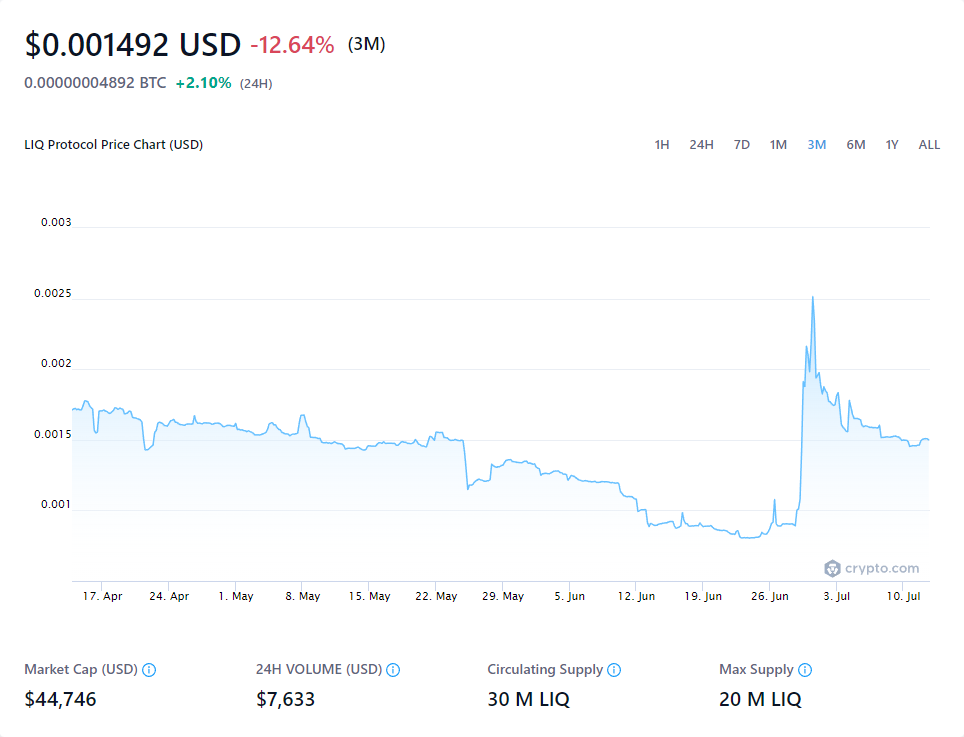 $0.001492 USD -12.64% (3M)
0.00000004892 BTC +2.10% (24H)
LIQ Protocol Price Chart (USD) 1H 24H 7D 1M 3M 6M 1Y ALL
0.003
0.0025
0.002
0.0015
0.001
crypto.com
17. Apr 24. Apr 1. May 8. May 15. May 22. May 29. May 5. Jun 12. Jun 19. Jun 26. Jun 3. Jul 10. Jul
Market Cap (USD) 24H VOLUME (USD) Circulating Supply Max Supply
$44,746 $7,633 30 M LIQ 20 M LIQ